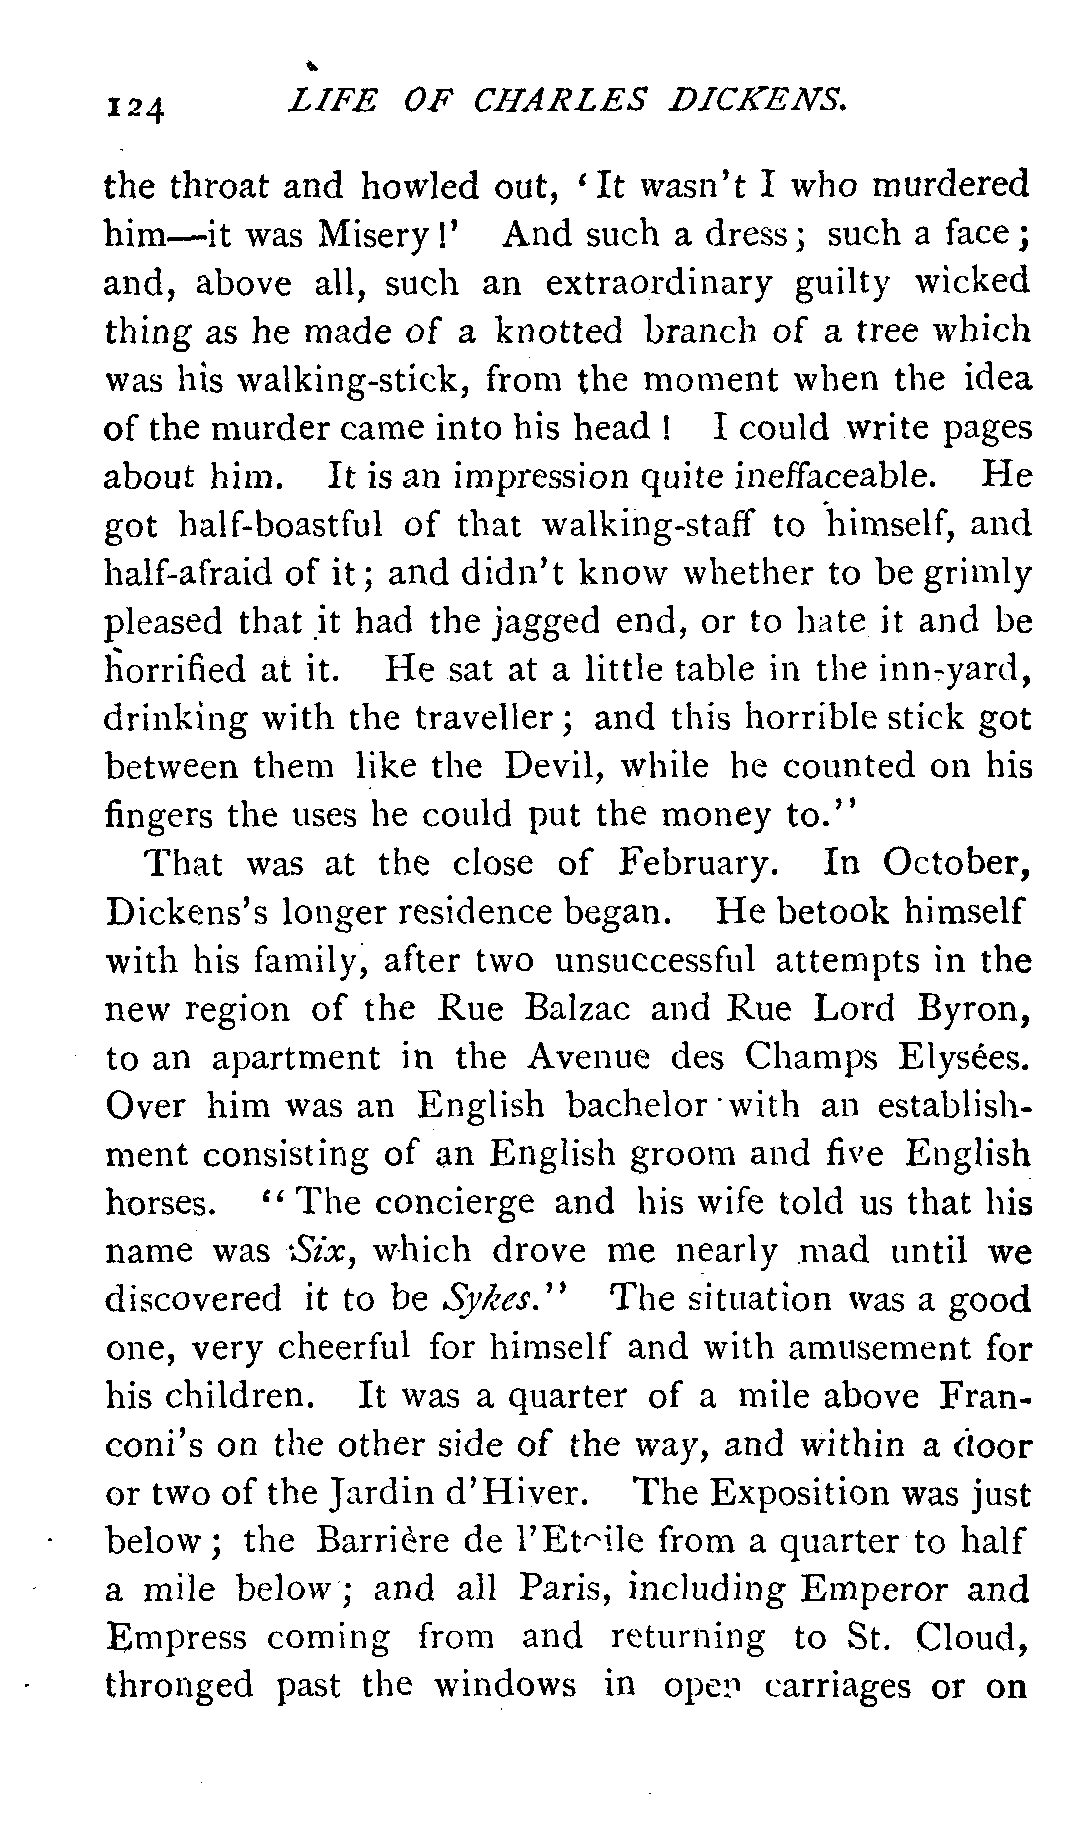 124 LIFE OF CHARLES DICKENS.
the throat and howled out, ‘It wasn’t I who murdered
him—it was Misery!’ And such a dress; such a face;
and, above all, such an extraordinary guilty wicked
thing as he made of a knotted branch of a tree which
was his walking-stick, from the moment when the idea
of the murder came into his head! I could write pages
about him. It is an impression quite ineffaceable. He
got half-boastful of that walking-staff to himself, and
half-afraid of it; and didn’t know whether to be grimly
pleased that it had the jagged end, or to hate it and be
horrified at it. He sat at a little table in the inn-yard,
drinking with the traveller; and this horrible stick got
between them like the Devil, while he counted on his
fingers the uses he could put the money to.”
That was at the close of February. In October,
Dickens’s longer residence began. He betook himself
with his family, after two unsuccessful attempts in the
new region of the Rue Balzac and Rue Lord Byron,
to an apartment in the Avenue des Champs Elysées.
Over him was an English bachelor with an establish-
ment consisting of an English groom and five English
horses. “The concierge and his wife told us that his
name was Six, which drove me nearly mad until we
discovered it to be Sykes.” The situation was a good
one, very cheerful for himself and with amusement for
his children. It was a quarter of a mile above Fran-
coni’s on the other side of the way, and within a door
or two of the Jardin d’Hiver. The Exposition was just
below; the Barrière de l’Etoile from a quarter to half
a mile below; and all Paris, including Emperor and
Empress coming from and returning to St. Cloud,
thronged past the windows in open carriages or on